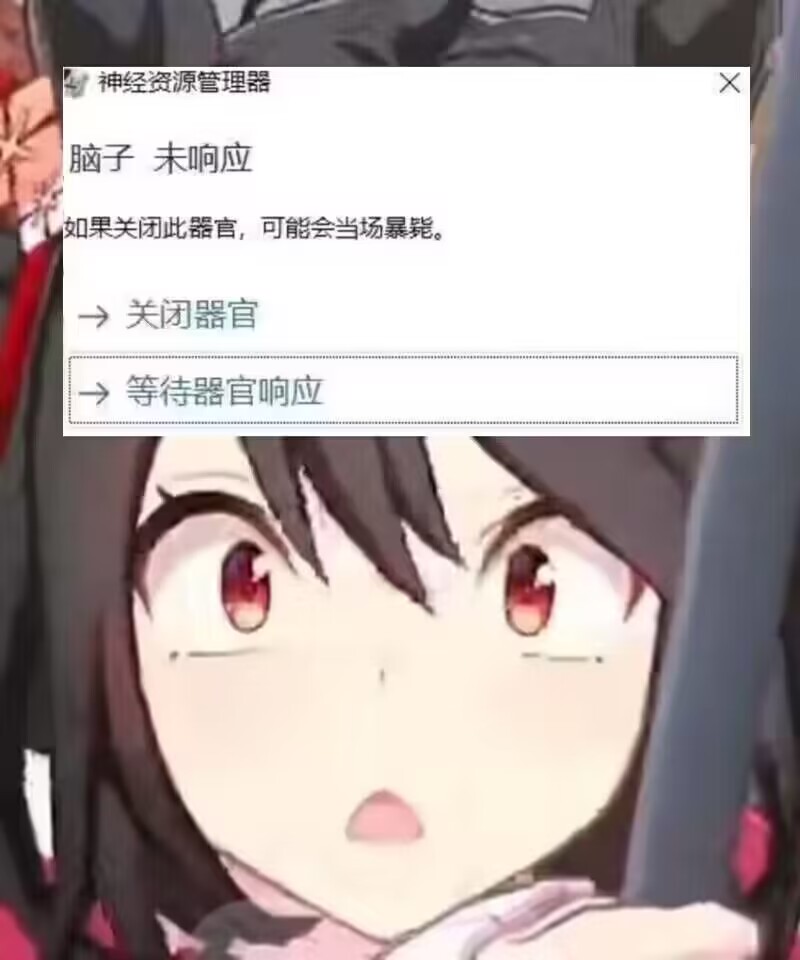 神经资源管理器
脑子 未响应
如果关闭此器官，可能会当场暴毙。
→ 关闭器官
→ 等待器官响应